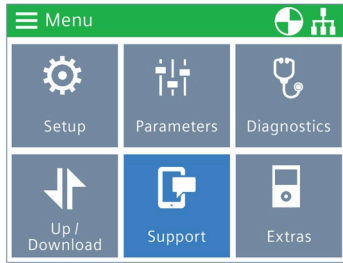 Menu
Setup
Parameters
Diagnostics
Up /
Download
Support
Extras